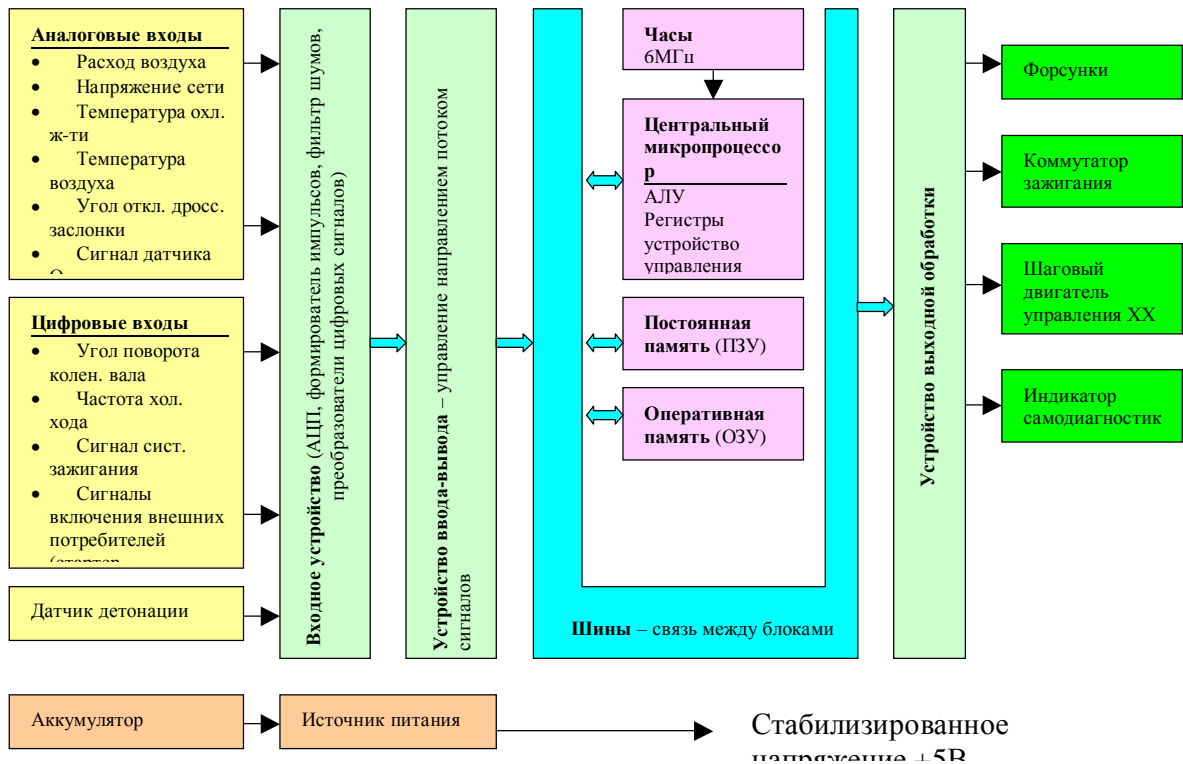 Аналоговые входы
• Расход воздуха
• Напряжение сети
• Температура охл.
ж-ти
• Температура
воздуха
• Угол откл. дросс.
заслонки
• Сигнал датчика
Цифровые входы
• Угол поворота
колен. вала
• Частота хол.
хода
• Сигнал сист.
зажигания
• Сигналы
включения внешних
потребителей
(стартер
Датчик детонации
Входное устройство (АЦП, формирователь импульсов, фильтр шумов,
преобразователи цифровых сигналов)
Устройство ввода-вывода – управление направлением потоком
сигналов
Часы
6МГц
Центральный
микропроцессо
р
АЛУ
Регистры
устройство
управления
Постоянная
память (ПЗУ)
Оперативная
память (ОЗУ)
Шины – связь между блоками
Устройство выходной обработки
Форсунки
Коммутатор
зажигания
Шаговый
двигатель
управления ХХ
Индикатор
самодиагностик
Аккумулятор
Источник питания
Стабилизированное
напряжение +5В